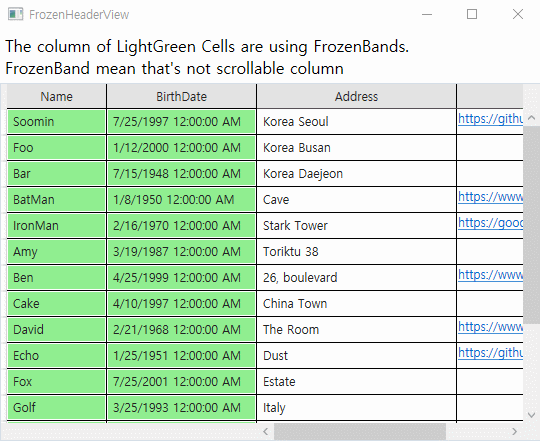 FrozenHeaderView
The column of LightGreen Cells are using FrozenBands.
FrozenBand mean that's not scrollable column
Name BirthDate Address
Soomin 7/25/1997 12:00:00 AM Korea Seoul https://githu
Foo 1/12/2000 12:00:00 AM Korea Busan
Bar 7/15/1948 12:00:00 AM Korea Daejeon
BatMan 1/8/1950 12:00:00 AM Cave https://www
IronMan 2/16/1970 12:00:00 AM Stark Tower https://goog
Amy 3/19/1987 12:00:00 AM Toriktu 38
Ben 4/25/1999 12:00:00 AM 26, boulevard https://www
Cake 4/10/1997 12:00:00 AM China Town
David 2/21/1968 12:00:00 AM The Room https://www
Echo 1/25/1951 12:00:00 AM Dust https://githu
Fox 7/25/2001 12:00:00 AM Estate
Golf 3/25/1993 12:00:00 AM Italy